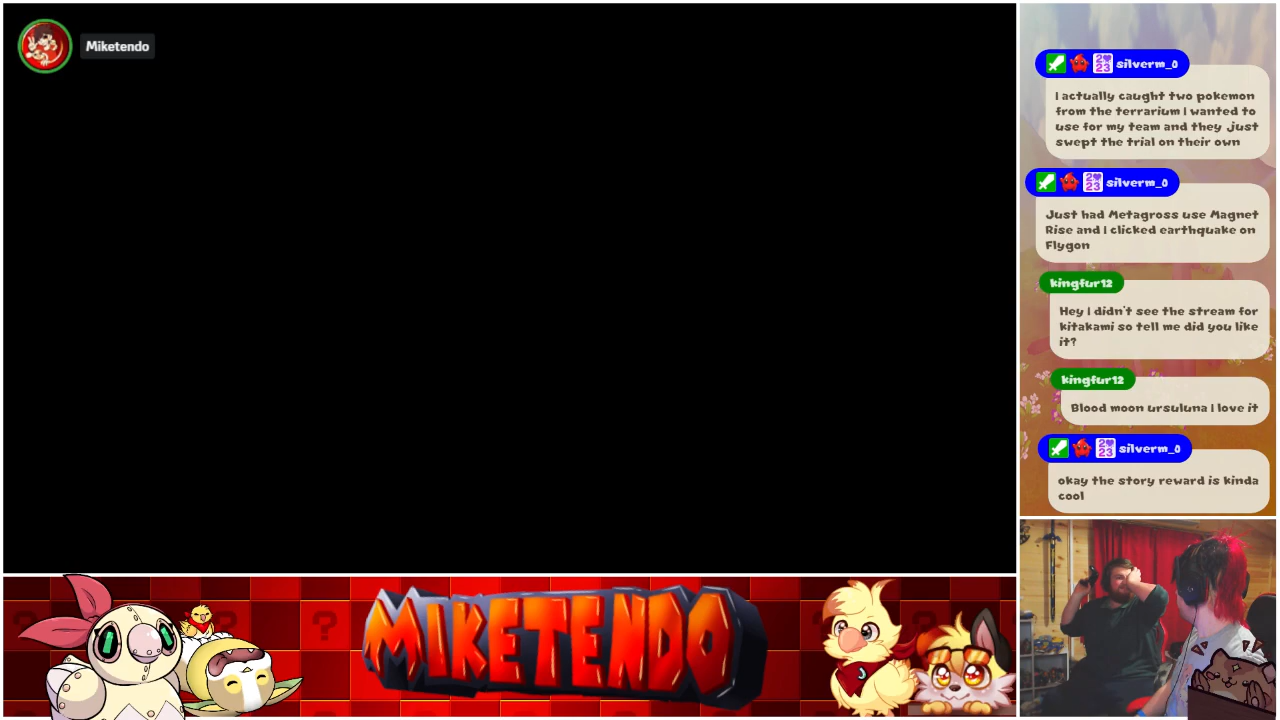 Miketendo
silverm_0
I actually caught two pokemon
from the terrarium I wanted to
use for my team and they just
swept the trial on their own
silverm_0
Just had Metagross use Magnet
Rise and I clicked earthquake on
Flygon
kingfur12
Hey I didn't see the stream for
kitakami so tell me did you like
it?
kingfur12
Blood moon ursuluna I love it
silverm_0
okay the story reward is kinda
cool
MIKETENDO